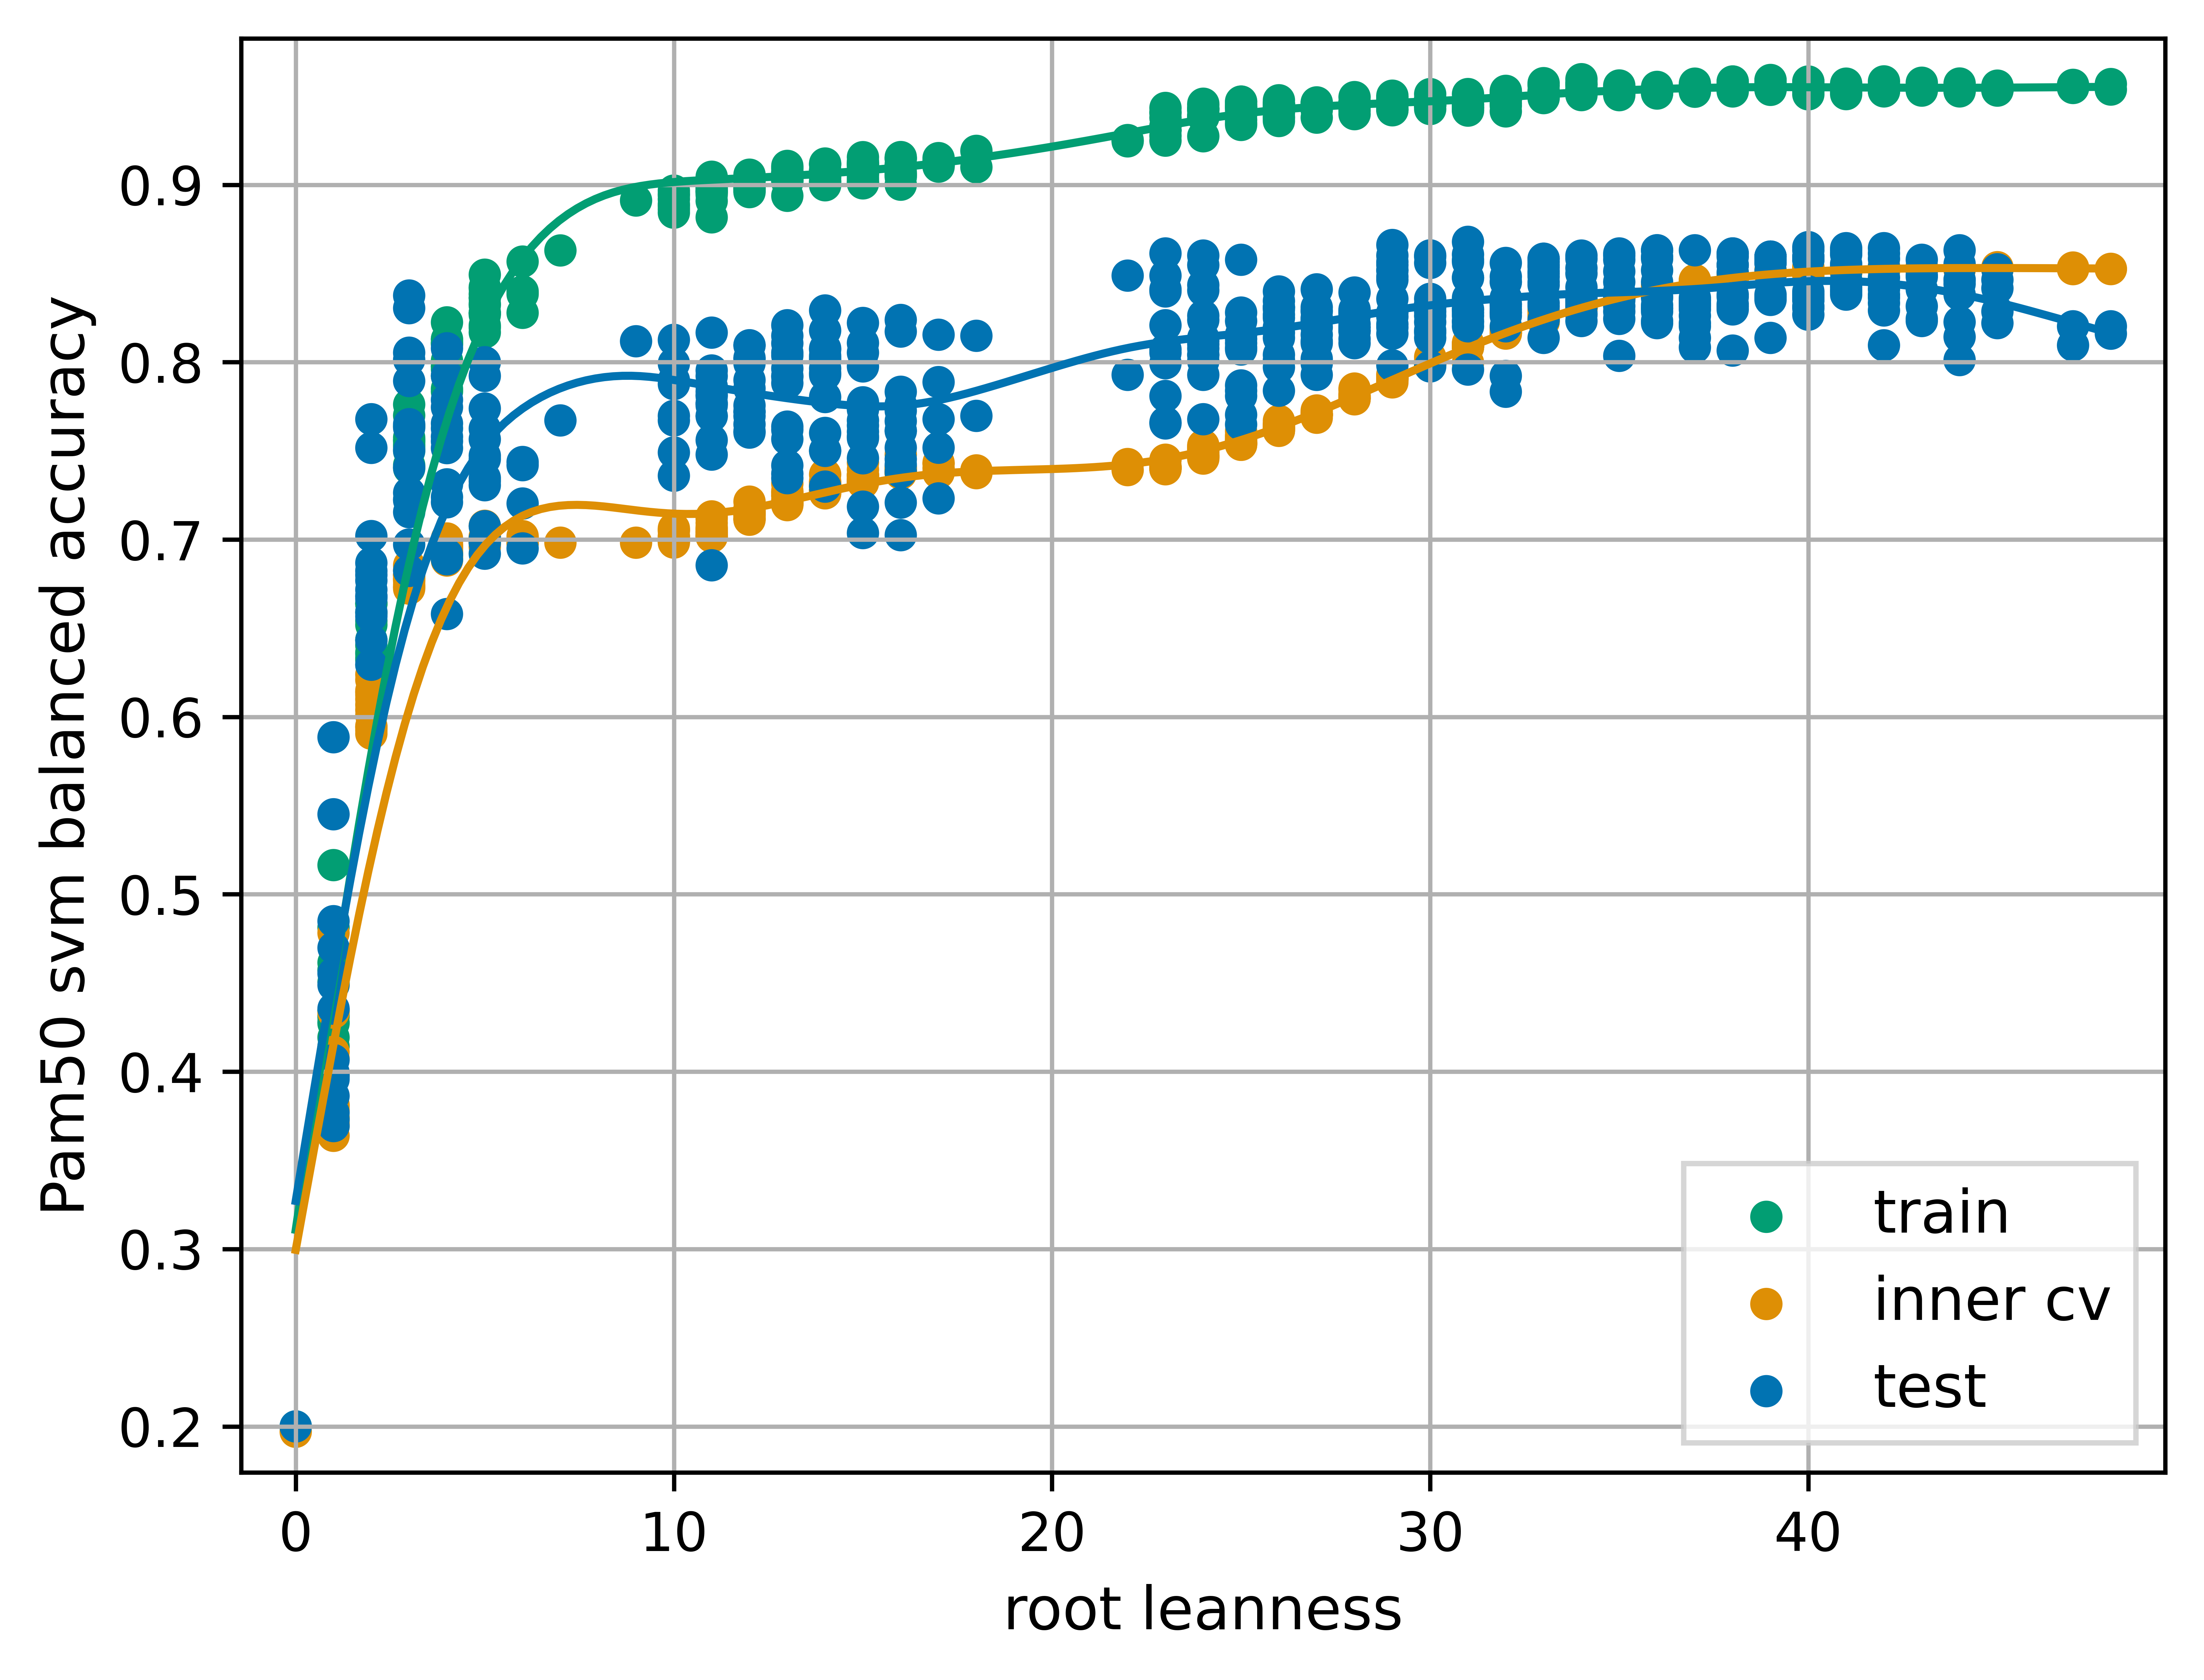 Pam50 svm balanced accuracy
0.9
0.8
0.7
0.6
0.5
0.4
0.3
0.2
0 10 20 30 40
root leanness
train
inner cv
test